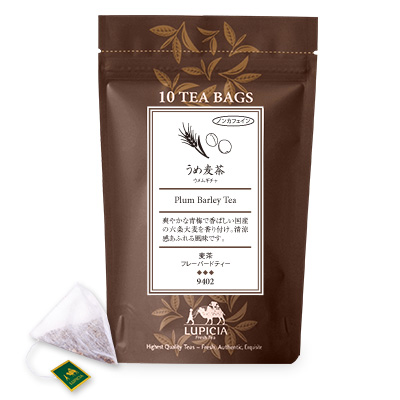 10 TEA BAGS
ノンカフェイン
うめ麦茶
ウメムギチャ
Plum Barley Tea
爽やかな青梅で香ばしい国産
の六条大麦を香り付け。清涼
感あふれる風味です。
麦茶
フレーバードティー
9402
LUPICIA
Fresh Tea
Highest Quality Teas – Fresh, Authentic, Exquisite
LUPICIA